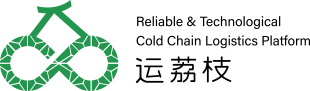 Reliable & Technological
Cold Chain Logistics Platform
运荔枝